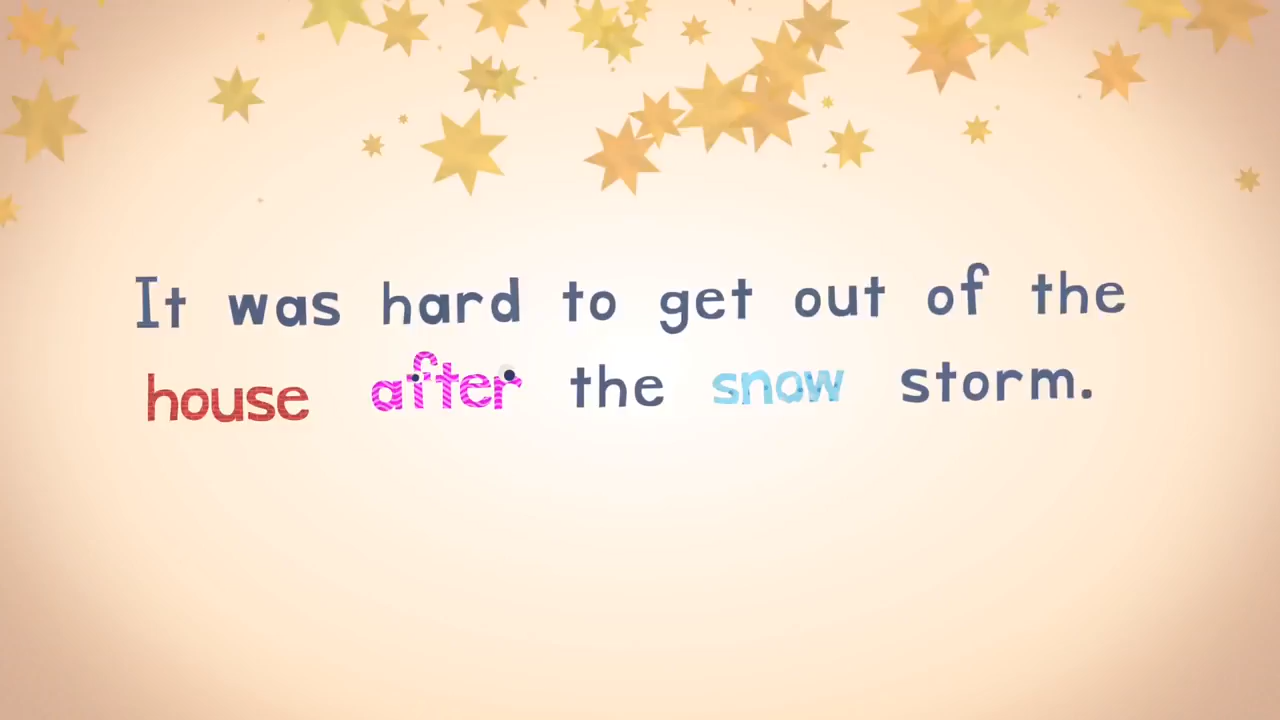 It was hard to get out of the
house after the snow storm.